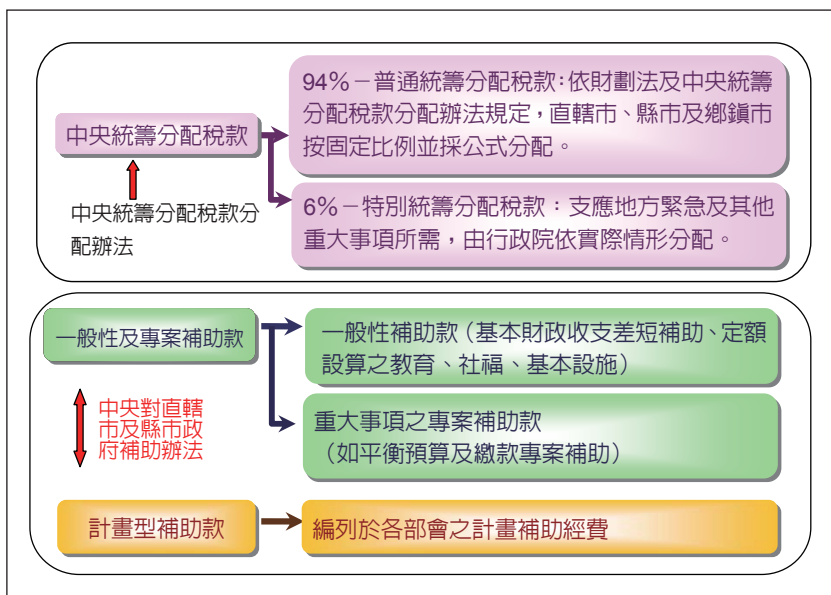 中央統籌分配稅款
94%－普通統籌分配稅款：依財劃法及中央統籌
分配稅款分配辦法規定，直轄市、縣市及鄉鎮市
按固定比例並採公式分配。
中央統籌分配稅款分
配辦法
6%－特別統籌分配稅款：支應地方緊急及其他
重大事項所需，由行政院依實際情形分配。
一般性及專案補助款
一般性補助款（基本財政收支差短補助、定額
設算之教育、社福、基本設施）
中央對直轄
市及縣市政
府補助辦法
重大事項之專案補助款
（如平衡預算及繳款專案補助）
計畫型補助款
編列於各部會之計畫補助經費